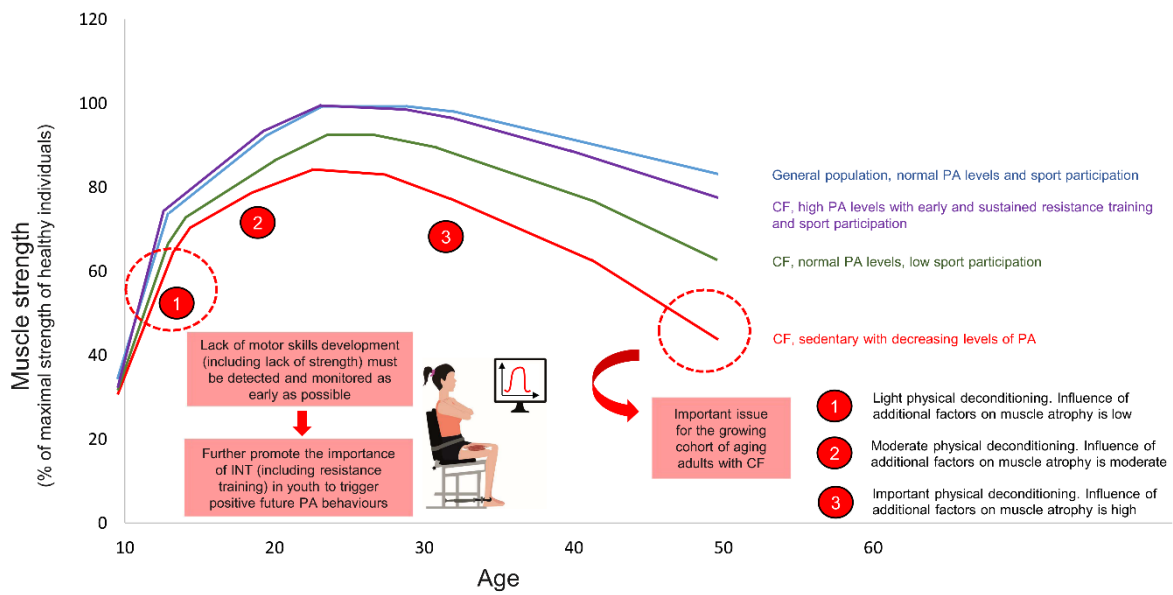 120
100
80
60
40
20
0
10
20
30
40
50
60
Muscle strength
(% of maximal strength of healthy individuals)
Age
General population, normal PA levels and sport participation
CF, high PA levels with early and sustained resistance training
and sport participation
CF, normal PA levels, low sport participation
CF, sedentary with decreasing levels of PA
1
2
3
Lack of motor skills development
(including lack of strength) must
be detected and monitored as
early as possible
Further promote the importance
of INT (including resistance
training) in youth to trigger
positive future PA behaviours
Important issue
for the growing
cohort of aging
adults with CF
1
Light physical deconditioning. Influence of
additional factors on muscle atrophy is low
2
Moderate physical deconditioning. Influence of
additional factors on muscle atrophy is moderate
3
Important physical deconditioning. Influence of
additional factors on muscle atrophy is high